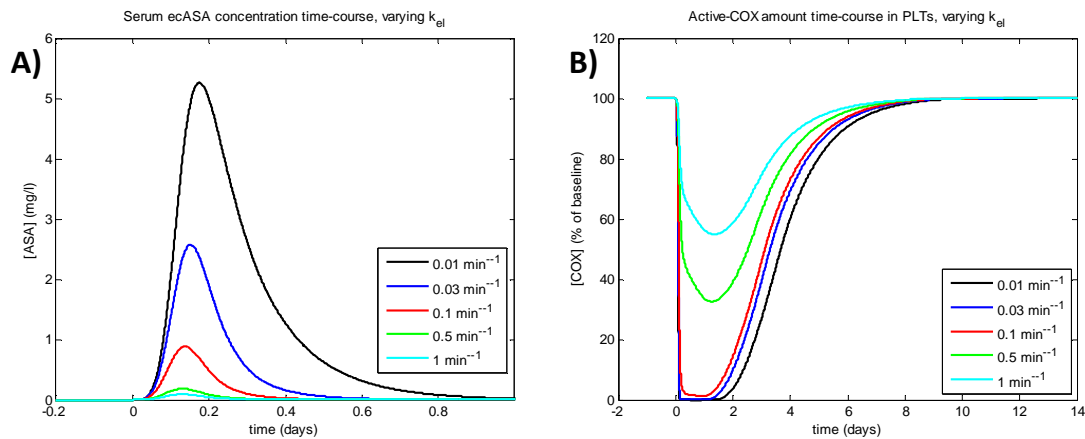 A)
Serum ecASA concentration time-course, varying k_el
[ASA] (mg/l)
6
5
4
3
2
1
0
-0.2
0
0.2
0.4
0.6
0.8
time (days)
0.01 min⁻⁻¹
0.03 min⁻⁻¹
0.1 min⁻⁻¹
0.5 min⁻⁻¹
1 min⁻⁻¹
B)
Active-COX amount time-course in PLTs, varying k_el
[COX] (% of baseline)
120
100
80
60
40
20
0
-2
0
2
4
6
8
10
12
14
time (days)
0.01 min⁻⁻¹
0.03 min⁻⁻¹
0.1 min⁻⁻¹
0.5 min⁻⁻¹
1 min⁻⁻¹